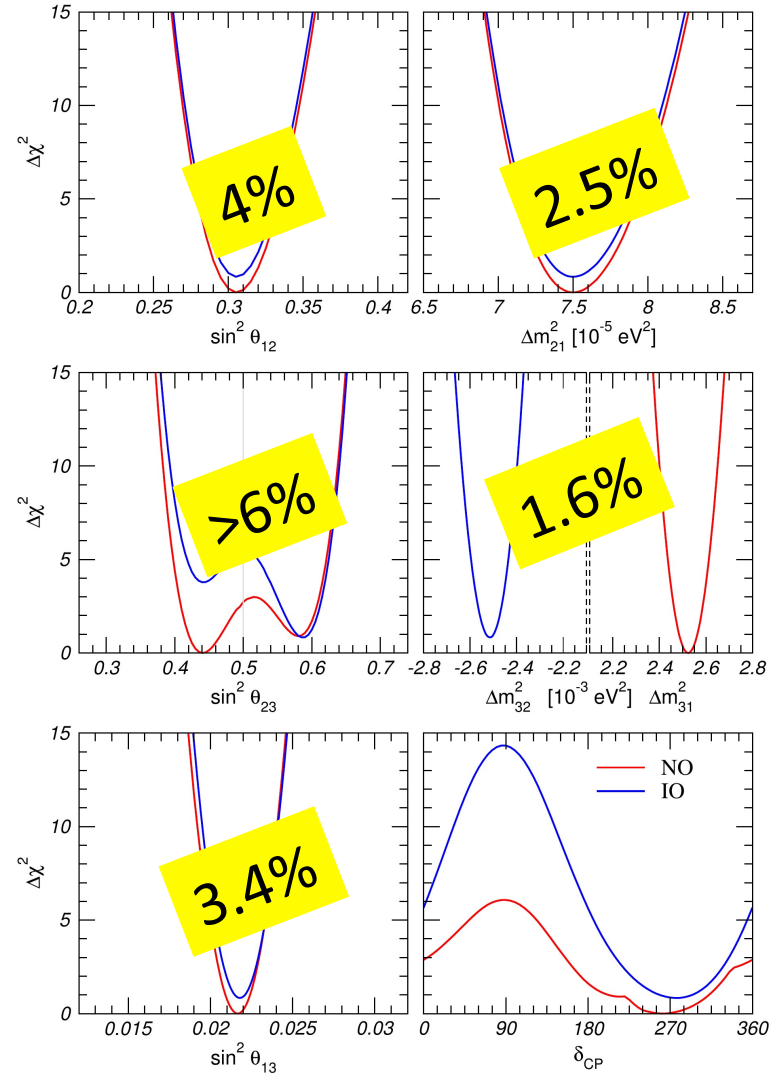 15
10
5
0
Δχ²
4%
0.2 0.25 0.3 0.35 0.4
sin² θ₁₂
2.5%
6.5 7 7.5 8 8.5
Δm²₂₁ [10⁻⁵ eV²]
15
10
5
0
Δχ²
>6%
0.3 0.4 0.5 0.6 0.7
sin² θ₂₃
1.6%
-2.8 -2.6 -2.4 -2.2 2.2 2.4 2.6 2.8
Δm²₃₂ [10⁻³ eV²] Δm²₃₁
15
10
5
0
Δχ²
3.4%
0.015 0.02 0.025 0.03
sin² θ₁₃
NO
IO
0 90 180 270 360
δCP